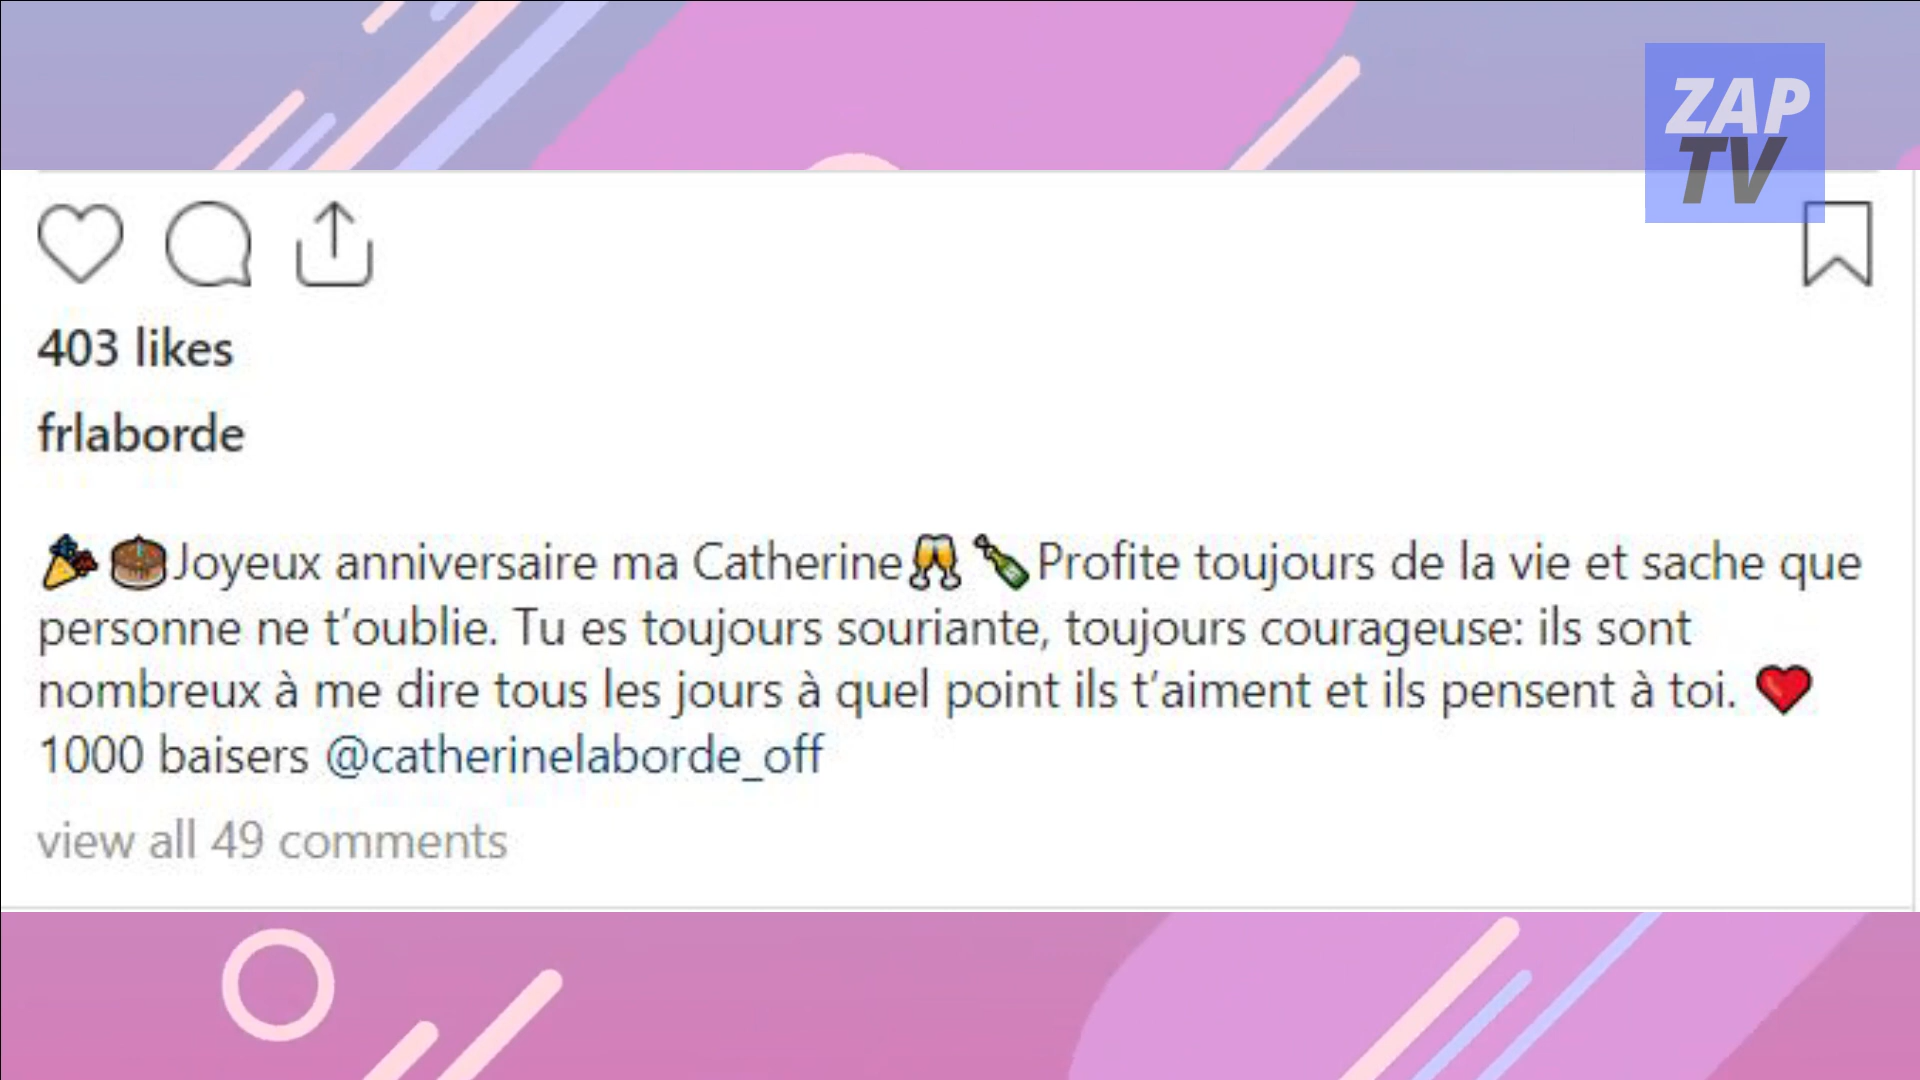 ZAP
TV
403 likes
frlaborde
🎉🎂Joyeux anniversaire ma Catherine🥂🍾Profite toujours de la vie et sache que
personne ne t’oublie. Tu es toujours souriante, toujours courageuse: ils sont
nombreux à me dire tous les jours à quel point ils t’aiment et ils pensent à toi. ❤️
1000 baisers @catherinelaborde_off
view all 49 comments